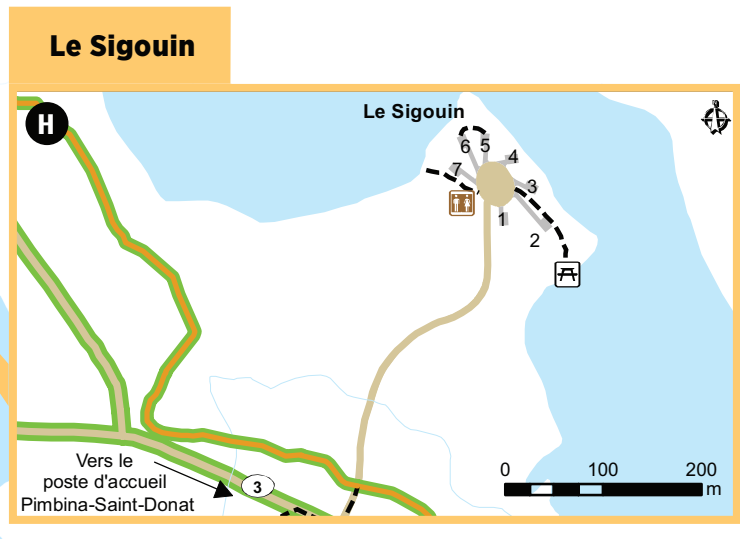 Le Sigouin
H
Le Sigouin
6 5
4
7
3
1
2
0 100 200
m
Vers le
poste d'accueil
Pimbina-Saint-Donat
3